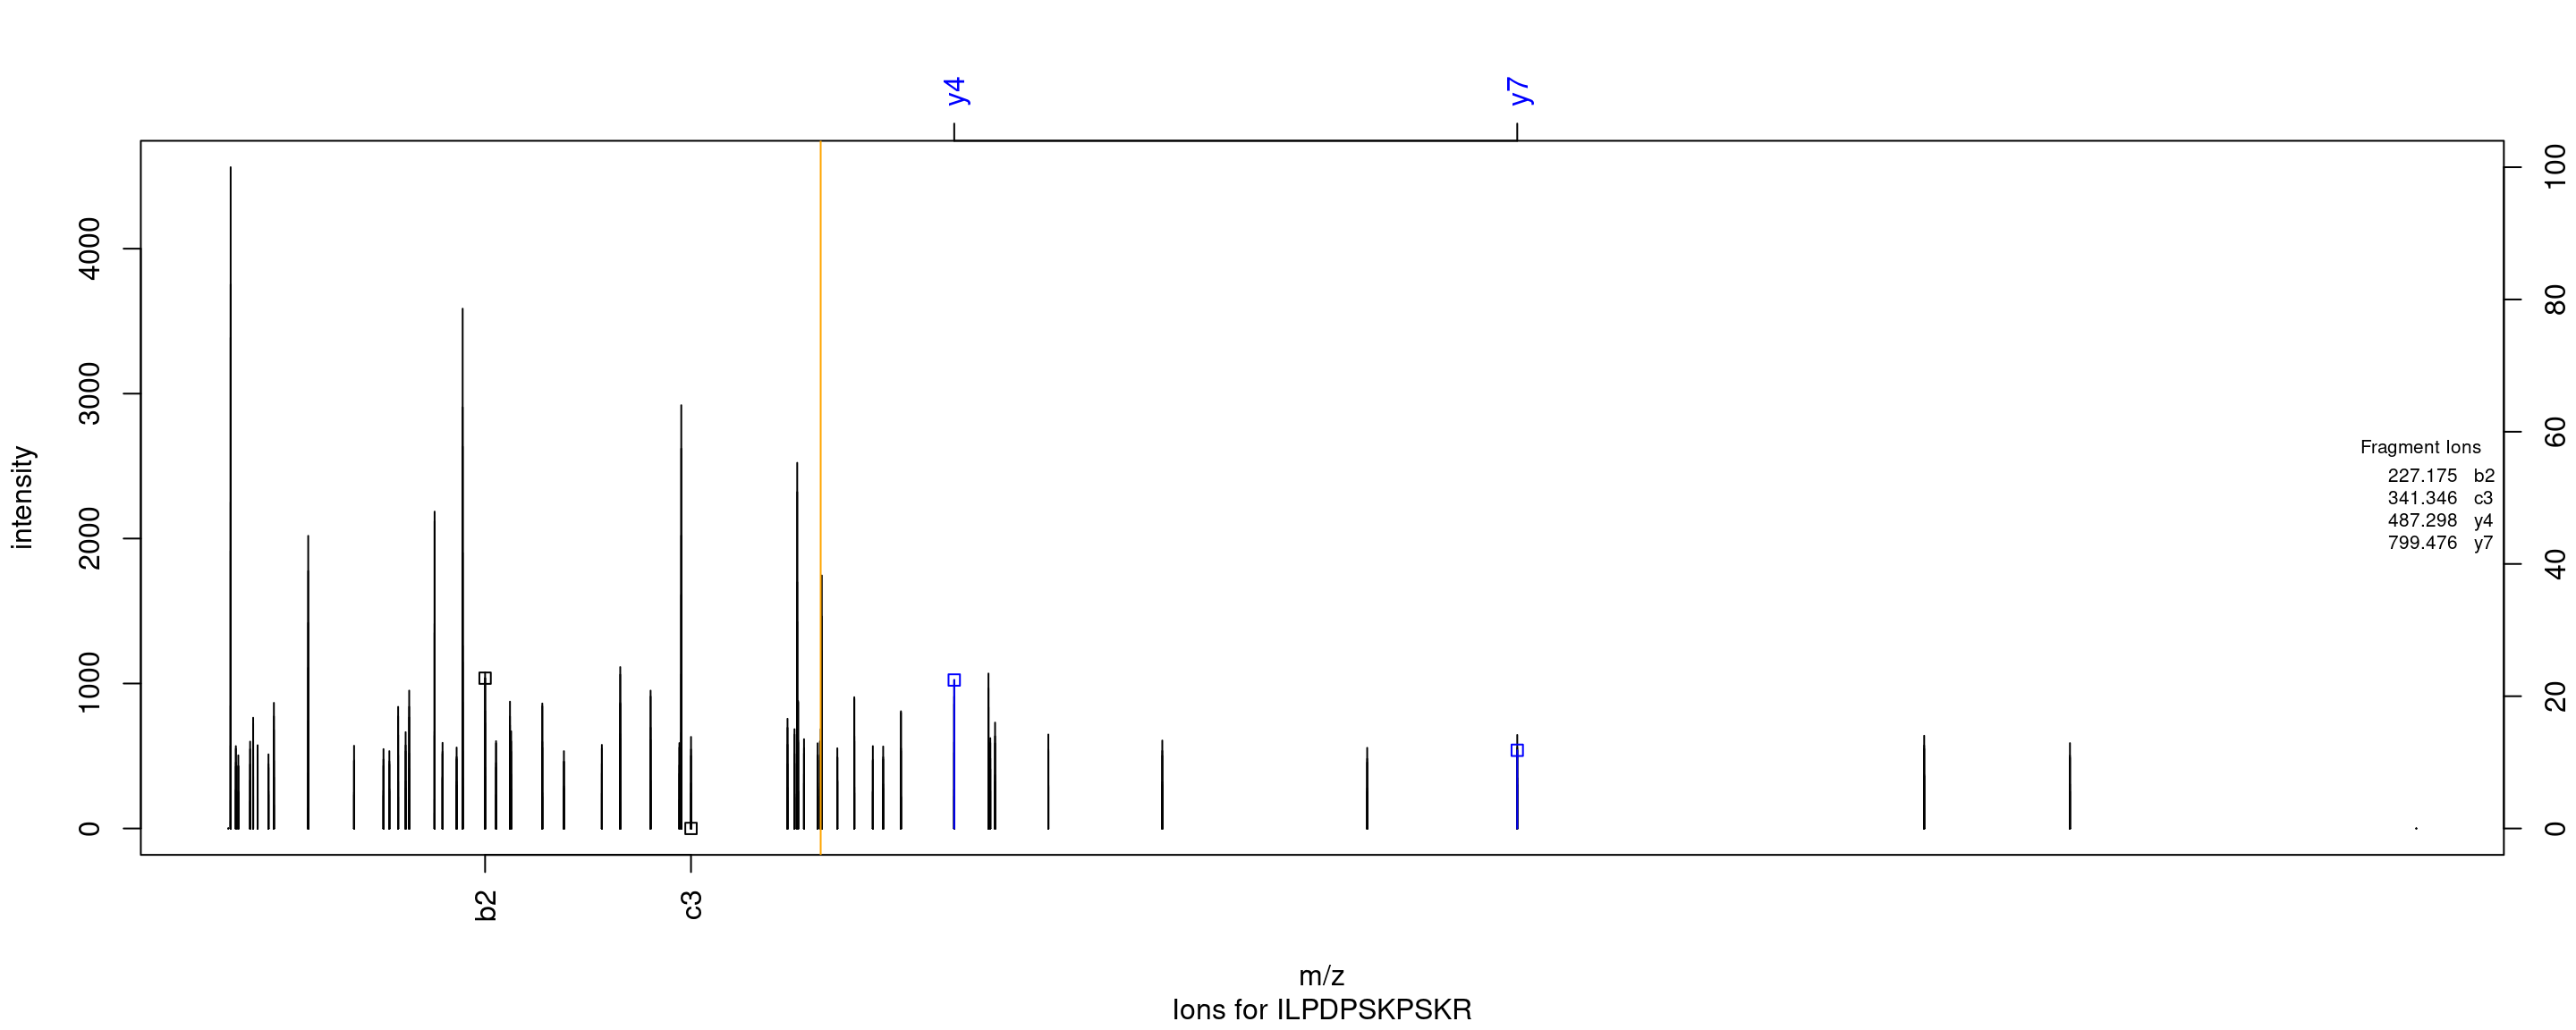 y4 y7
intensity
0 1000 2000 3000 4000
0 20 40 60 80 100
Fragment Ions
227.175 b2
341.346 c3
487.298 y4
799.476 y7
b2 c3
m/z
Ions for ILPDPSKPSKR